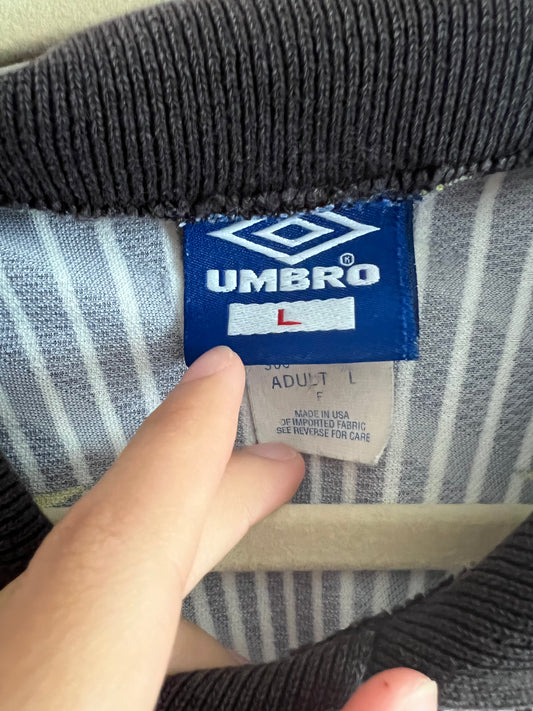 UMBRO®
L
ADULT L
F
MADE IN USA
OF IMPORTED FABRIC
SEE REVERSE FOR CARE